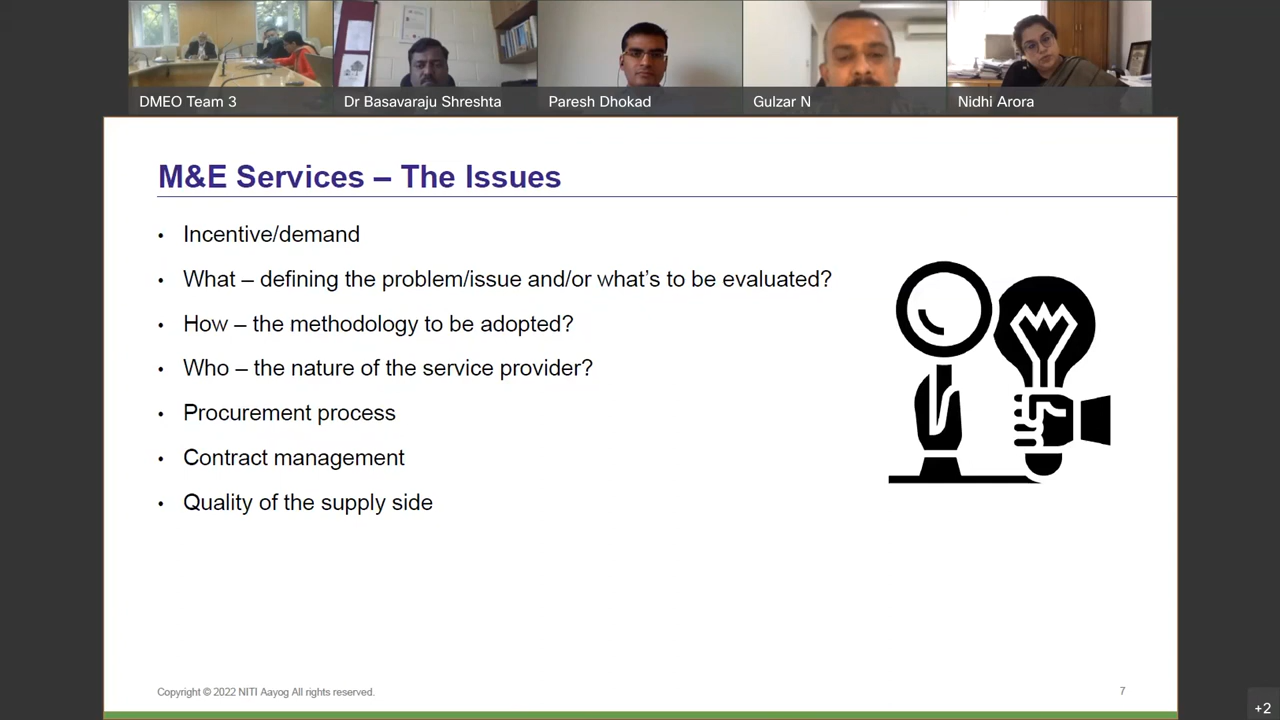 DMEO Team 3
Dr Basavaraju Shreshta
Paresh Dhokad
Gulzar N
Nidhi Arora
M&E Services – The Issues
• Incentive/demand
• What – defining the problem/issue and/or what's to be evaluated?
• How – the methodology to be adopted?
• Who – the nature of the service provider?
• Procurement process
• Contract management
• Quality of the supply side
Copyright © 2022 NITI Aayog All rights reserved.
7
+2